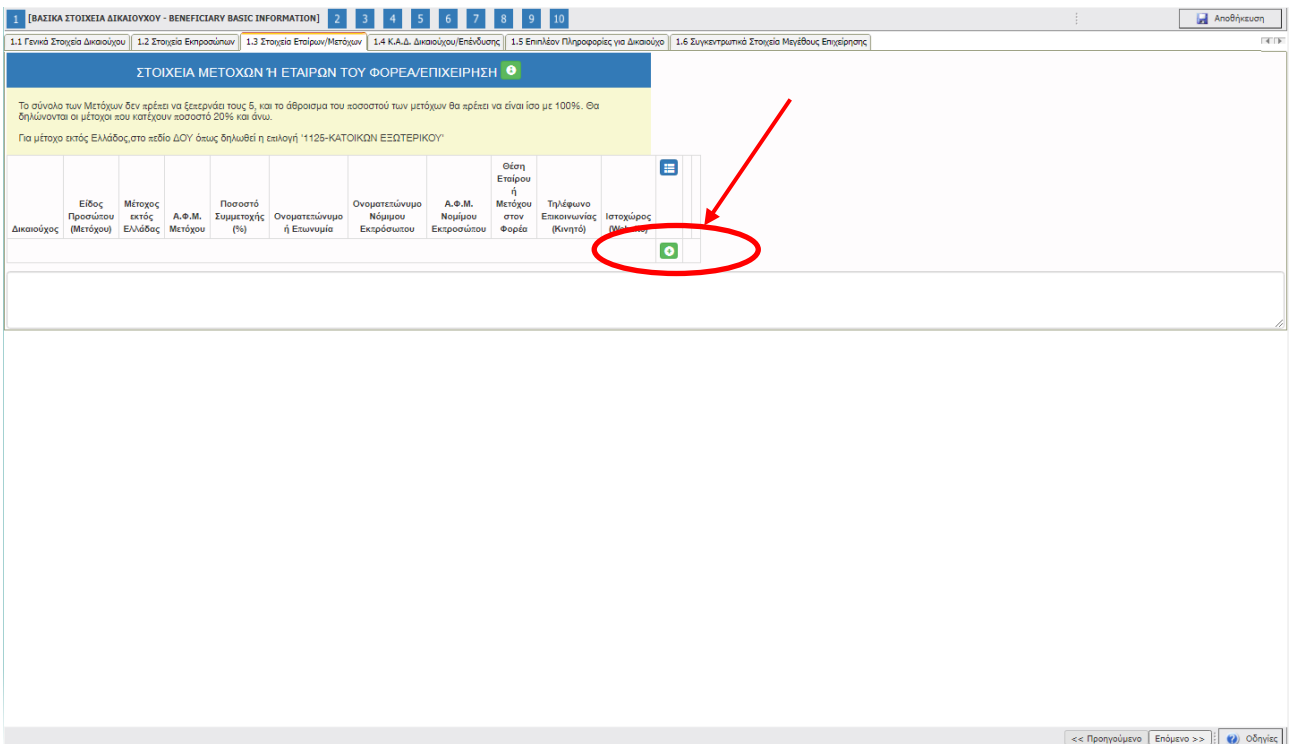 1 [ΒΑΣΙΚΑ ΣΤΟΙΧΕΙΑ ΔΙΚΑΙΟΥΧΟΥ - BENEFICIARY BASIC INFORMATION] 2 3 4 5 6 7 8 9 10 Αποθήκευση
1.1 Γενικά Στοιχεία Δικαιούχου 1.2 Στοιχεία Εκπροσώπων 1.3 Στοιχεία Εταίρων/Μετόχων 1.4 Κ.Α.Δ. Δικαιούχου/Επένδυσης 1.5 Επιπλέον Πληροφορίες για Δικαιούχο 1.6 Συγκεντρωτικά Στοιχεία Μεγέθους Επιχείρησης
ΣΤΟΙΧΕΙΑ ΜΕΤΟΧΩΝ Ή ΕΤΑΙΡΩΝ ΤΟΥ ΦΟΡΕΑ/ΕΠΙΧΕΙΡΗΣΗ
Το σύνολο των Μετόχων δεν πρέπει να ξεπερνάει τους 5, και το άθροισμα του ποσοστού των μετόχων θα πρέπει να είναι ίσο με 100%. Θα
δηλώνονται οι μέτοχοι που κατέχουν ποσοστό 20% και άνω.
Για μέτοχο εκτός Ελλάδος,στο πεδίο ΔΟΥ όπως δηλωθεί η επιλογή '1125-ΚΑΤΟΙΚΩΝ ΕΞΩΤΕΡΙΚΟΥ'
Θέση
Εταίρου
ή
Είδος Μέτοχος Ποσοστό Ονοματεπώνυμο Α.Φ.Μ. Μετόχου Τηλέφωνο
Προσώπου εκτός Α.Φ.Μ. Συμμετοχής Ονοματεπώνυμο Νόμιμου Νομίμου στον Επικοινωνίας Ιστοχώρος
Δικαιούχος (Μετόχου) Ελλάδας Μετόχου (%) ή Επωνυμία Εκπρόσωπου Εκπροσώπου Φορέα (Κινητό)
<< Προηγούμενο Επόμενο >> Οδηγίες